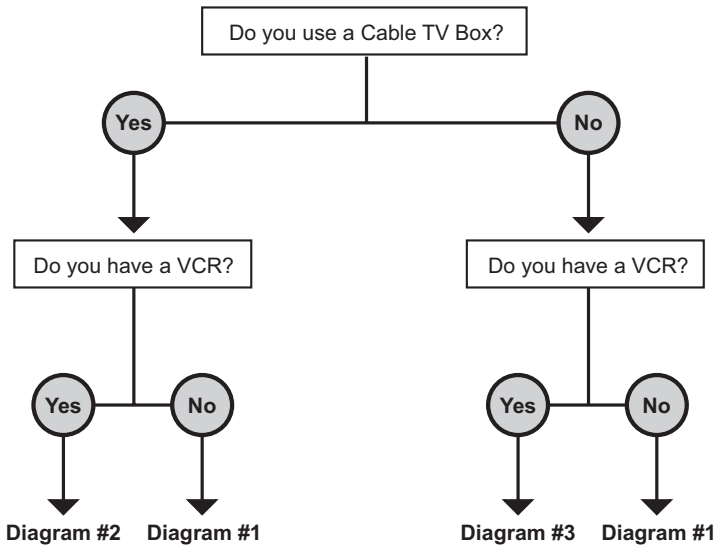 Do you use a Cable TV Box?
Yes
No
Do you have a VCR?
Do you have a VCR?
Yes
No
Yes
No
Diagram #2
Diagram #1
Diagram #3
Diagram #1